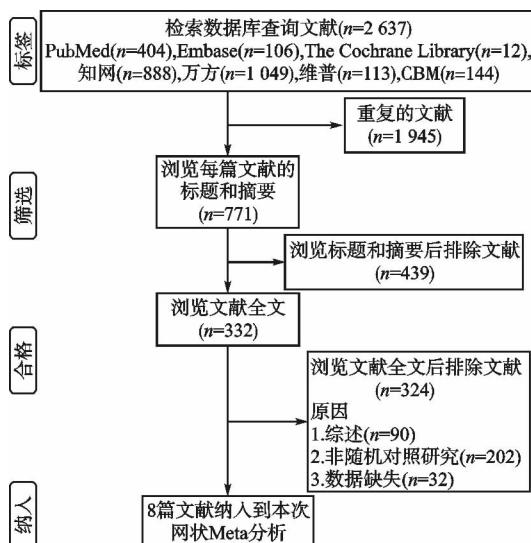 标签
检索数据库查询文献(n=2 637)
PubMed(n=404),Embase(n=106),The Cochrane Library(n=12),
知网(n=888),万方(n=1 049),维普(n=113),CBM(n=144)
重复的文献
(n=1 945)
筛选
浏览每篇文献的
标题和摘要
(n=771)
浏览标题和摘要后排除文献
(n=439)
合格
浏览文献全文
(n=332)
浏览文献全文后排除文献
(n=324)
原因
1.综述(n=90)
2.非随机对照研究(n=202)
3.数据缺失(n=32)
纳入
8篇文献纳入到本次
网状Meta分析